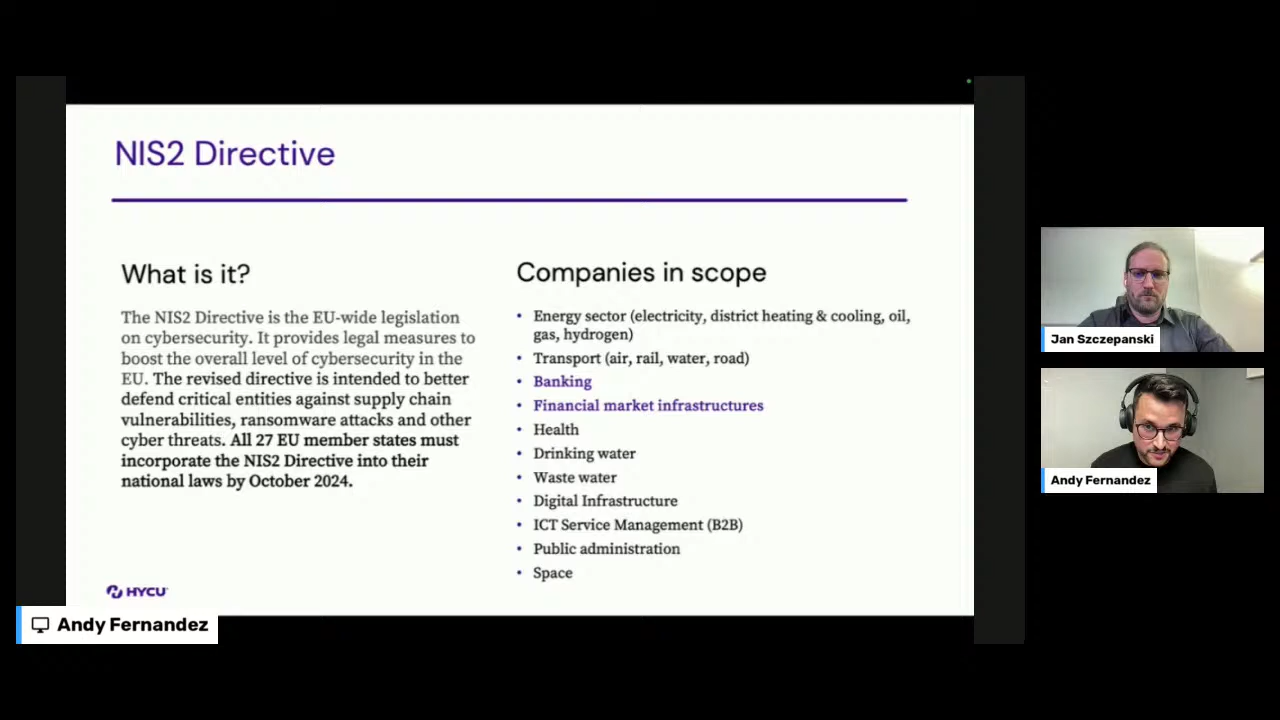 NIS2 Directive
What is it?
The NIS2 Directive is the EU-wide legislation
on cybersecurity. It provides legal measures to
boost the overall level of cybersecurity in the
EU. The revised directive is intended to better
defend critical entities against supply chain
vulnerabilities, ransomware attacks and other
cyber threats. All 27 EU member states must
incorporate the NIS2 Directive into their
national laws by October 2024.
Companies in scope
• Energy sector (electricity, district heating & cooling, oil,
gas, hydrogen)
• Transport (air, rail, water, road)
• Banking
• Financial market infrastructures
• Health
• Drinking water
• Waste water
• Digital Infrastructure
• ICT Service Management (B2B)
• Public administration
• Space
HYCU
Andy Fernandez
Jan Szczepanski
Andy Fernandez